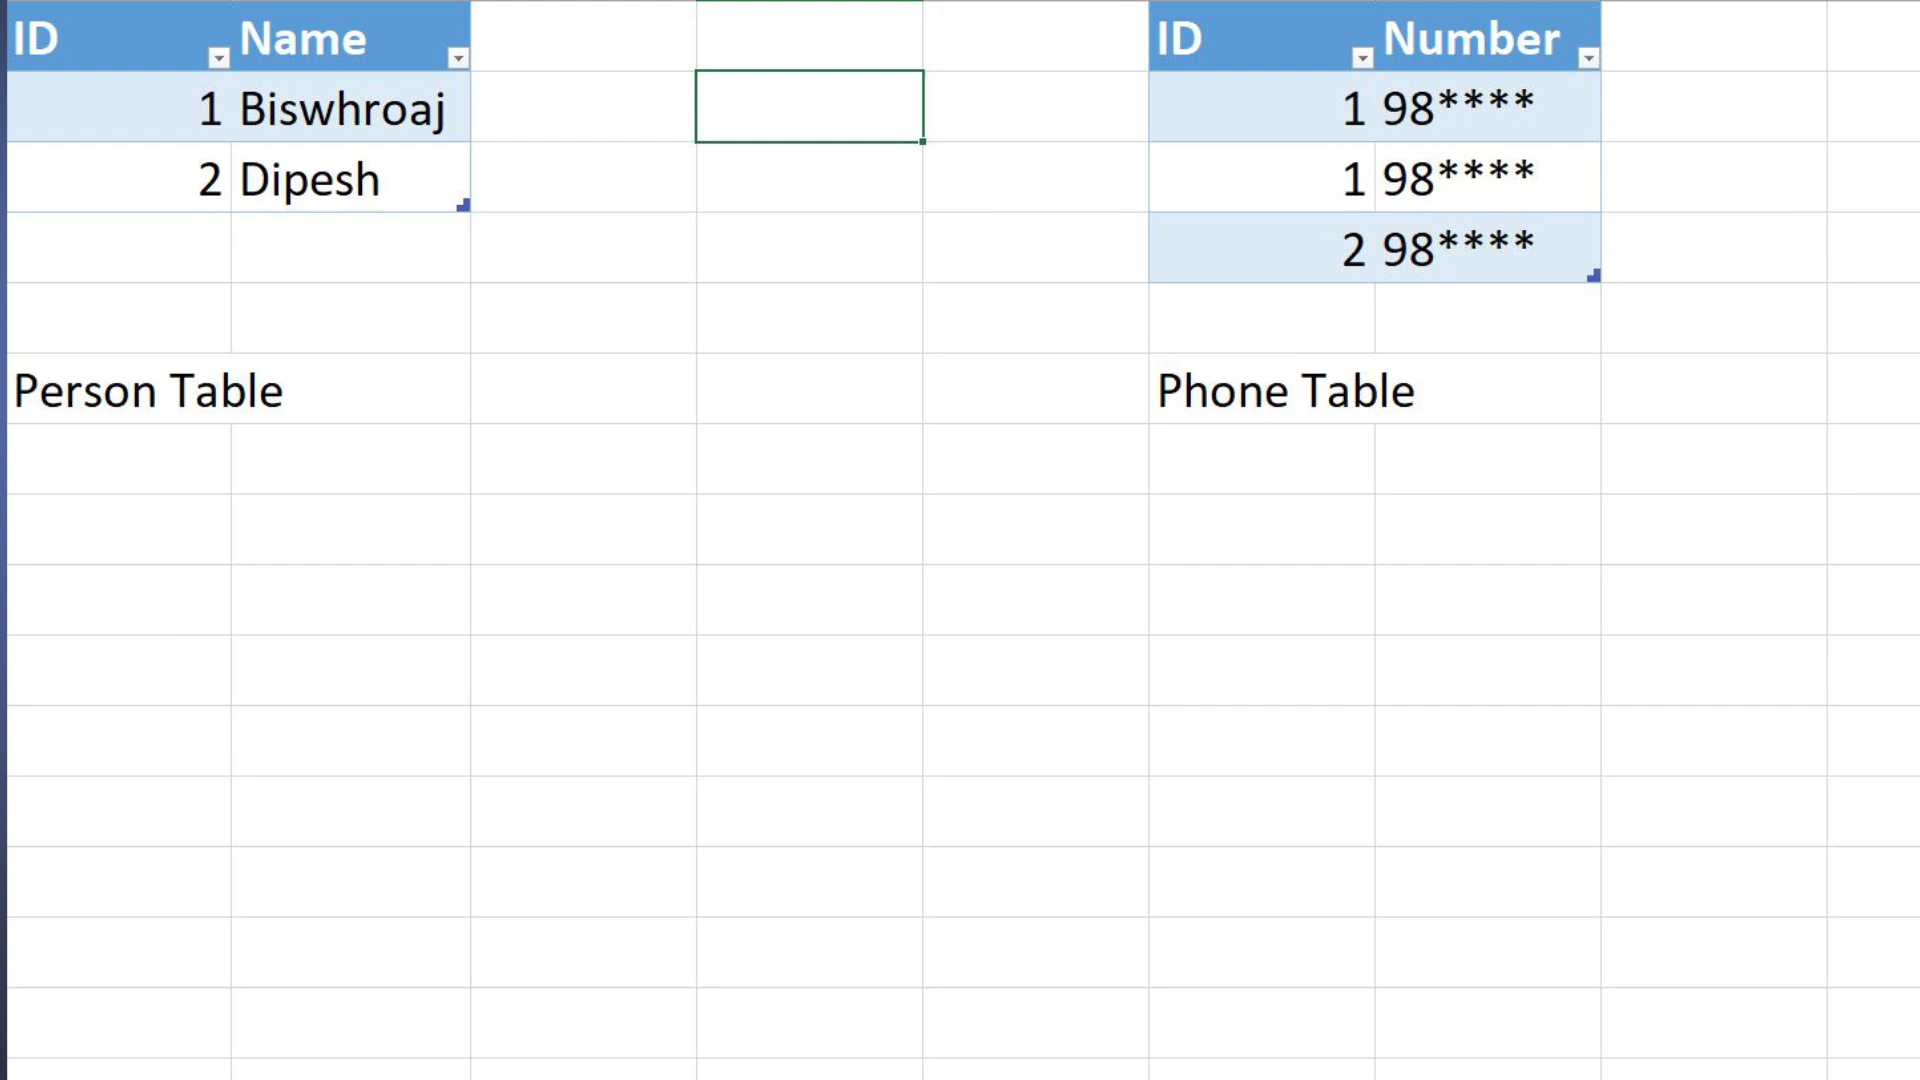 ID Name
1 Biswhroaj
2 Dipesh
Person Table
ID Number
1 98****
1 98****
2 98****
Phone Table